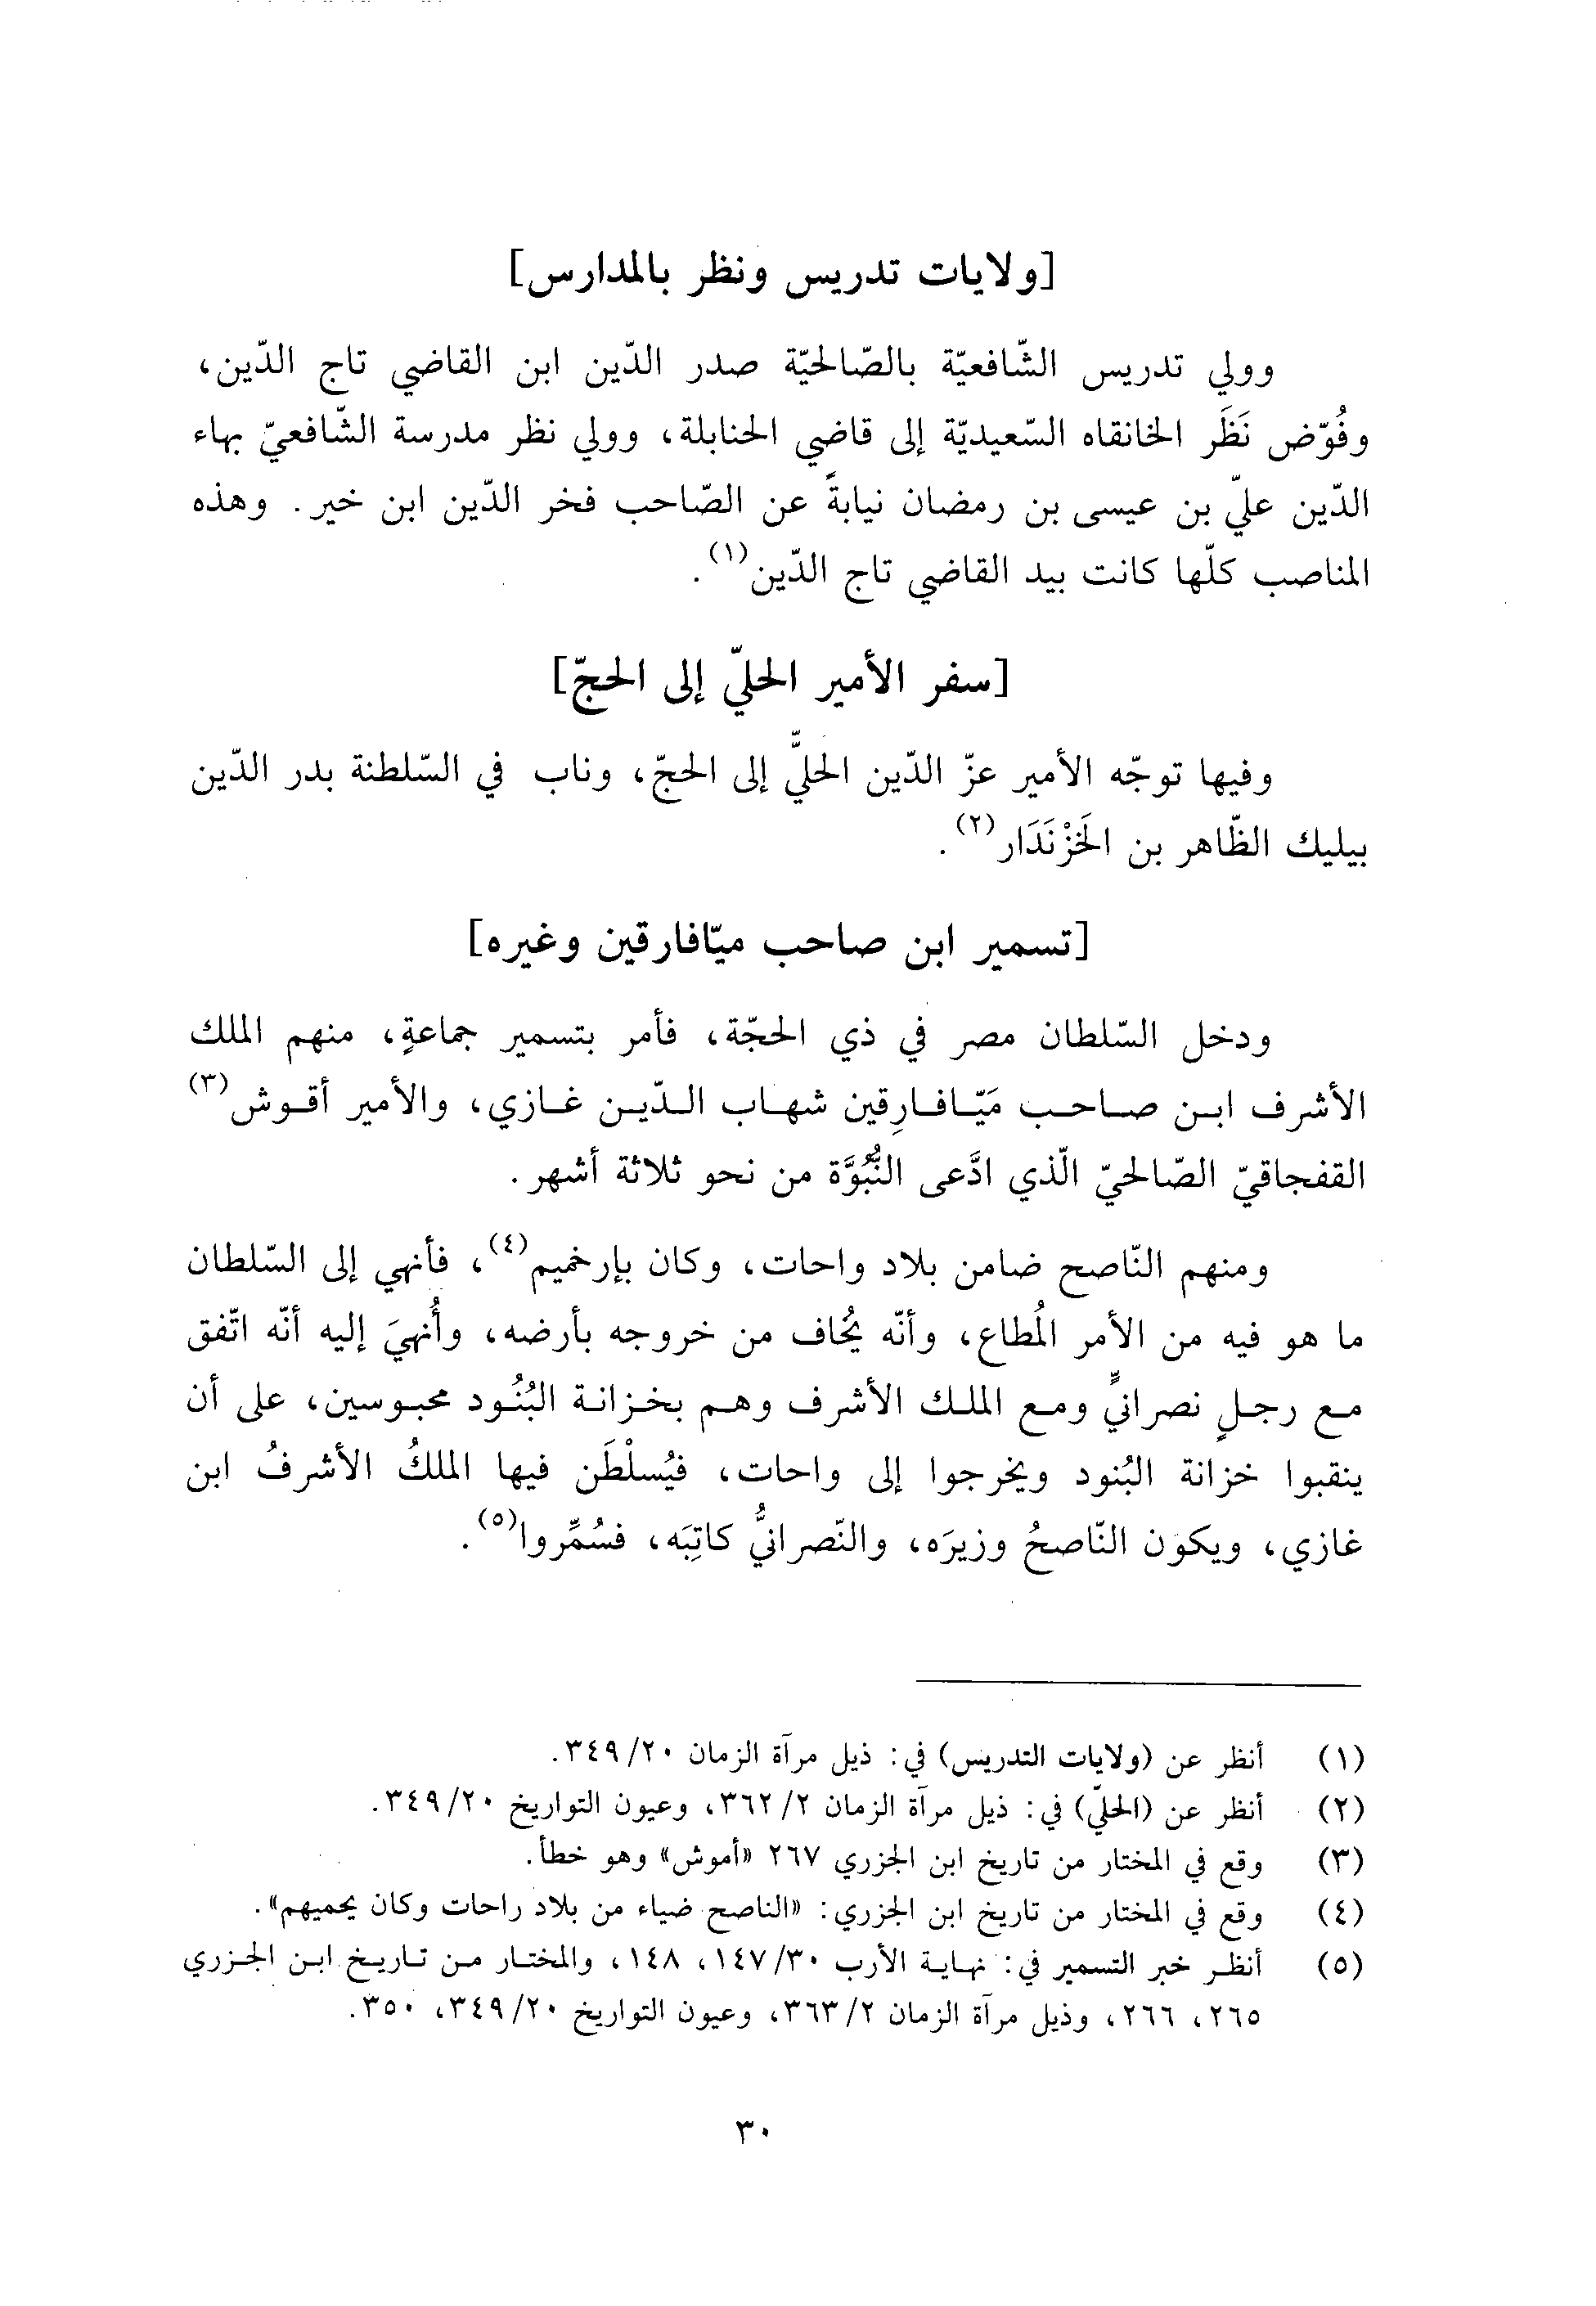 [ولايات تدريس ونظر بالمدارس]
وولي تدريس الشّافعيّة بالصّالحيّة صدر الدّين ابن القاضي تاج الدّين،
وفُوّض نَظَر الخانقاه السّعيديّة إلى قاضي الحنابلة، وولي نظر مدرسة الشّافعيّ بهاء
الدّين عليّ بن عيسى بن رمضان نيابةً عن الصّاحب فخر الدّين ابن خير. وهذه
المناصب كلّها كانت بيد القاضي تاج الدّين(١).
[سفر الأمير الحليّ إلى الحجّ]
وفيها توجّه الأمير عزّ الدّين الحليًّ إلى الحجّ، وناب في السّلطنة بدر الدّين
بيليك الظّاهر بن الخَزْنَدَار(٢).
[تسمير ابن صاحب ميّافارقين وغيره]
ودخل السّلطان مصر في ذي الحجّة، فأمر بتسمير جماعةٍ، منهم الملك
الأشرف ابن صاحب مَيّافارِقين شهاب الدّين غازي، والأمير أقوش(٣)
القفجاقيّ الصّالحيّ الّذي ادَّعى النُّبُوَّة من نحو ثلاثة أشهر.
ومنهم النّاصح ضامن بلاد واحات، وكان بإرخميم(٤)، فأنهي إلى السّلطان
ما هو فيه من الأمر المُطاع، وأنّه يُخاف من خروجه بأرضه، وأُنهيَ إليه أنّه اتّفق
مع رجلٍ نصرانيٍّ ومع الملك الأشرف وهم بخزانة البُنُود محبوسين، على أن
ينقبوا خزانة البُنود ويخرجوا إلى واحات، فيُسلْطَن فيها الملكُ الأشرفُ ابن
غازي، ويكون النّاصحُ وزيرَه، والنّصرانيُّ كاتِبَه، فسُمِّروا(٥).
(١) أنظر عن (ولايات التدريس) في: ذيل مرآة الزمان ٣٤٩/٢٠.
(٢) أنظر عن (الحليّ) في: ذيل مرآة الزمان ٣٦٢/٢، وعيون التواريخ ٣٤٩/٢٠.
(٣) وقع في المختار من تاريخ ابن الجزري ٢٦٧ «أموش» وهو خطأ.
(٤) وقع في المختار من تاريخ ابن الجزري: «الناصح ضياء من بلاد راحات وكان يحميهم».
(٥) أنظر خبر التسمير في: نهاية الأرب ١٤٧/٣٠، ١٤٨، والمختار من تاريخ ابن الجزري
٢٦٥، ٢٦٦، وذيل مرآة الزمان ٣٦٣/٢، وعيون التواريخ ٣٤٩/٢٠، ٣٥٠.
٣٠